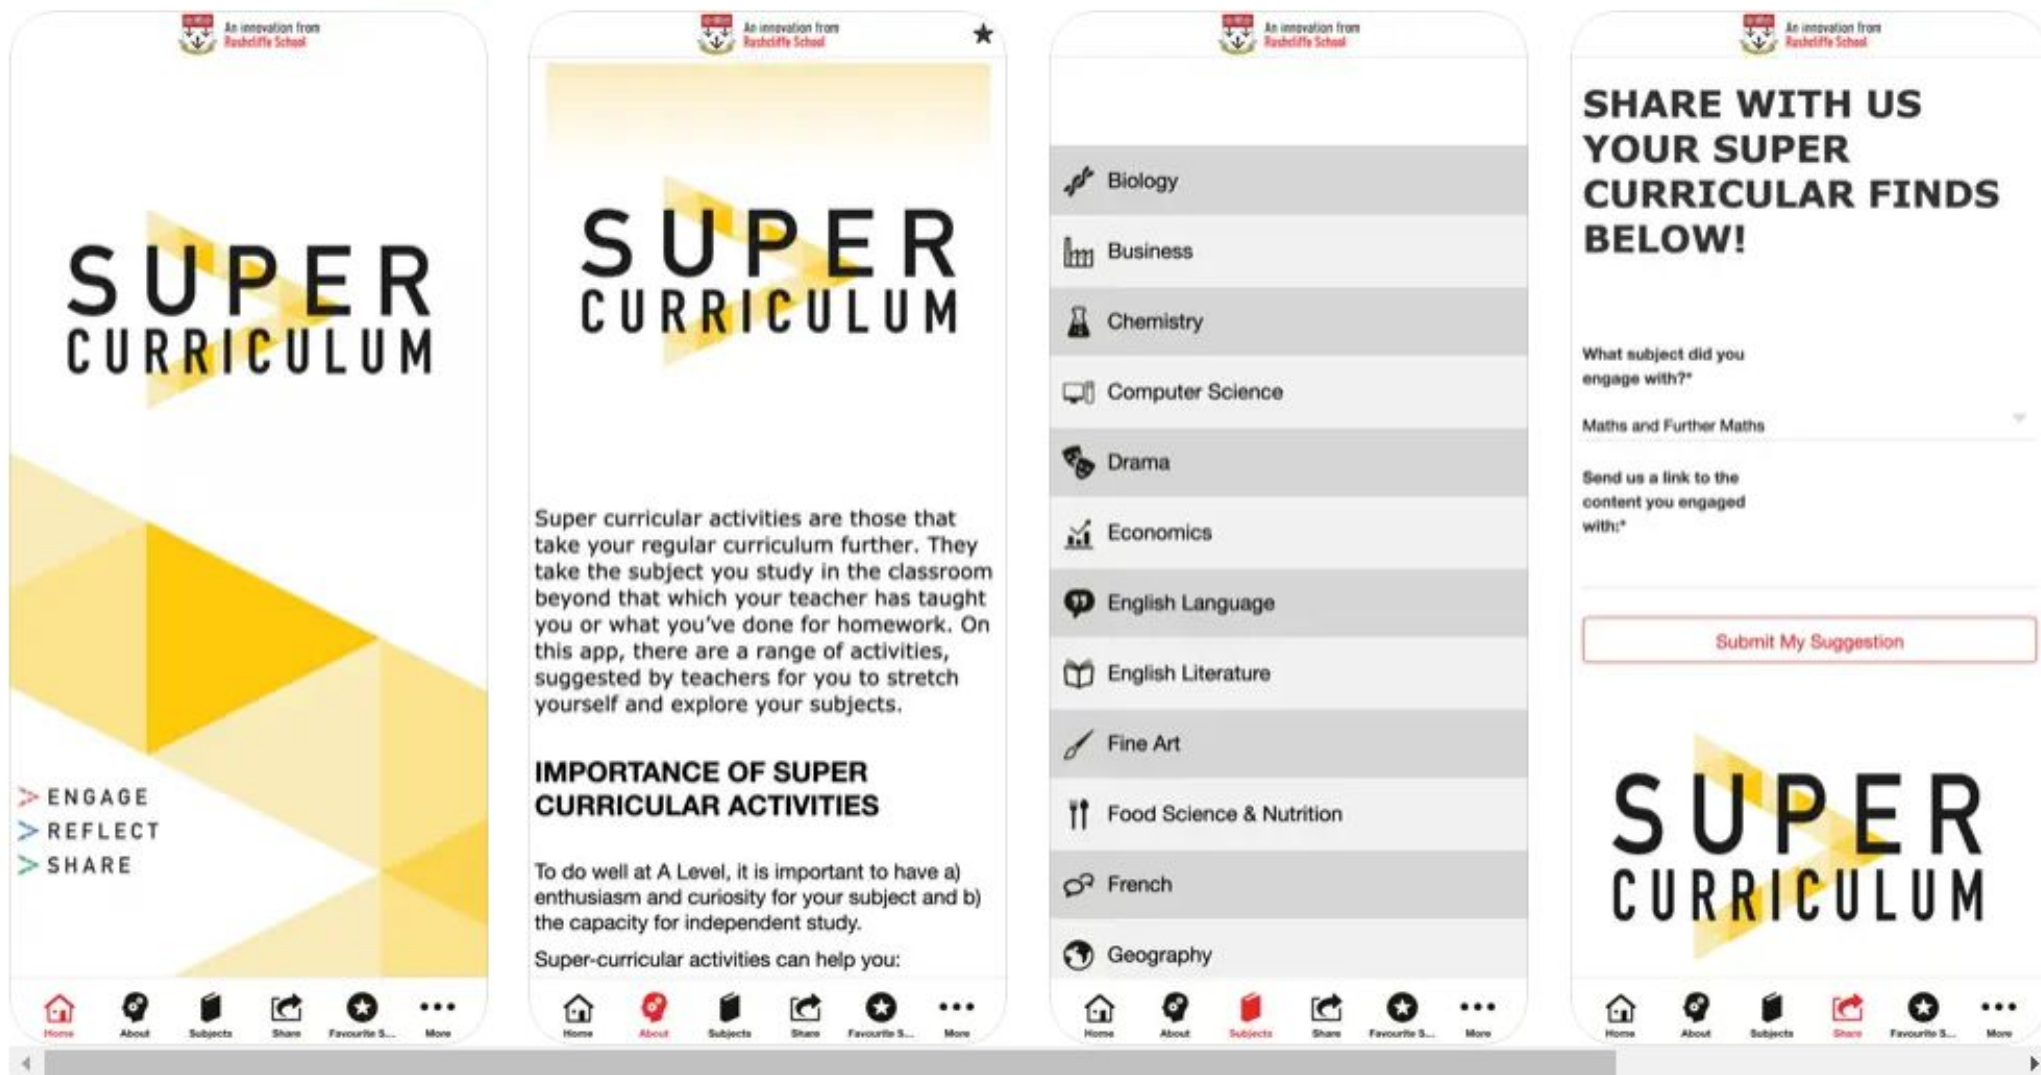 An innovation from
Rushcliffe School
SUPER
CURRICULUM
ENGAGE
REFLECT
SHARE
Home
About
Subjects
Share
Favourite S...
More
An innovation from
Rushcliffe School
SUPER
CURRICULUM
Super curricular activities are those that
take your regular curriculum further. They
take the subject you study in the classroom
beyond that which your teacher has taught
you or what you've done for homework. On
this app, there are a range of activities,
suggested by teachers for you to stretch
yourself and explore your subjects.
IMPORTANCE OF SUPER
CURRICULAR ACTIVITIES
To do well at A Level, it is important to have a)
enthusiasm and curiosity for your subject and b)
the capacity for independent study.
Super-curricular activities can help you:
Home
About
Subjects
Share
Favourite S...
More
An innovation from
Rushcliffe School
Biology
Business
Chemistry
Computer Science
Drama
Economics
English Language
English Literature
Fine Art
Food Science & Nutrition
French
Geography
Home
About
Subjects
Share
Favourite S...
More
An innovation from
Rushcliffe School
SHARE WITH US
YOUR SUPER
CURRICULAR FINDS
BELOW!
What subject did you
engage with?*
Maths and Further Maths
Send us a link to the
content you engaged
with:*
Submit My Suggestion
SUPER
CURRICULUM
Home
About
Subjects
Share
Favourite S...
More